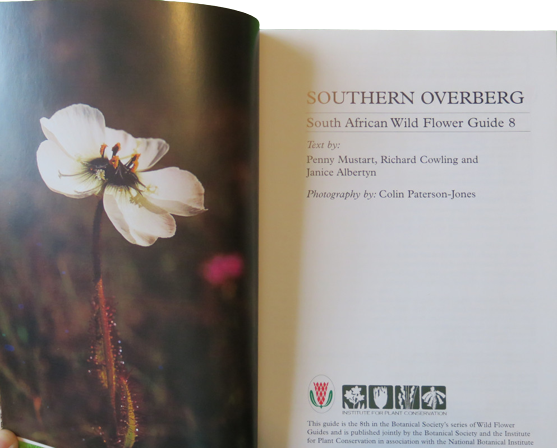 SOUTHERN OVERBERG
South African Wild Flower Guide 8
Text by:
Penny Mustart, Richard Cowling and
Janice Albertyn
Photography by: Colin Paterson-Jones
INSTITUTE FOR PLANT CONSERVATION
This guide is the 8th in the Botanical Society's series of Wild Flower
Guides and is published jointly by the Botanical Society and the Institute
for Plant Conservation in association with the National Botanical Institute